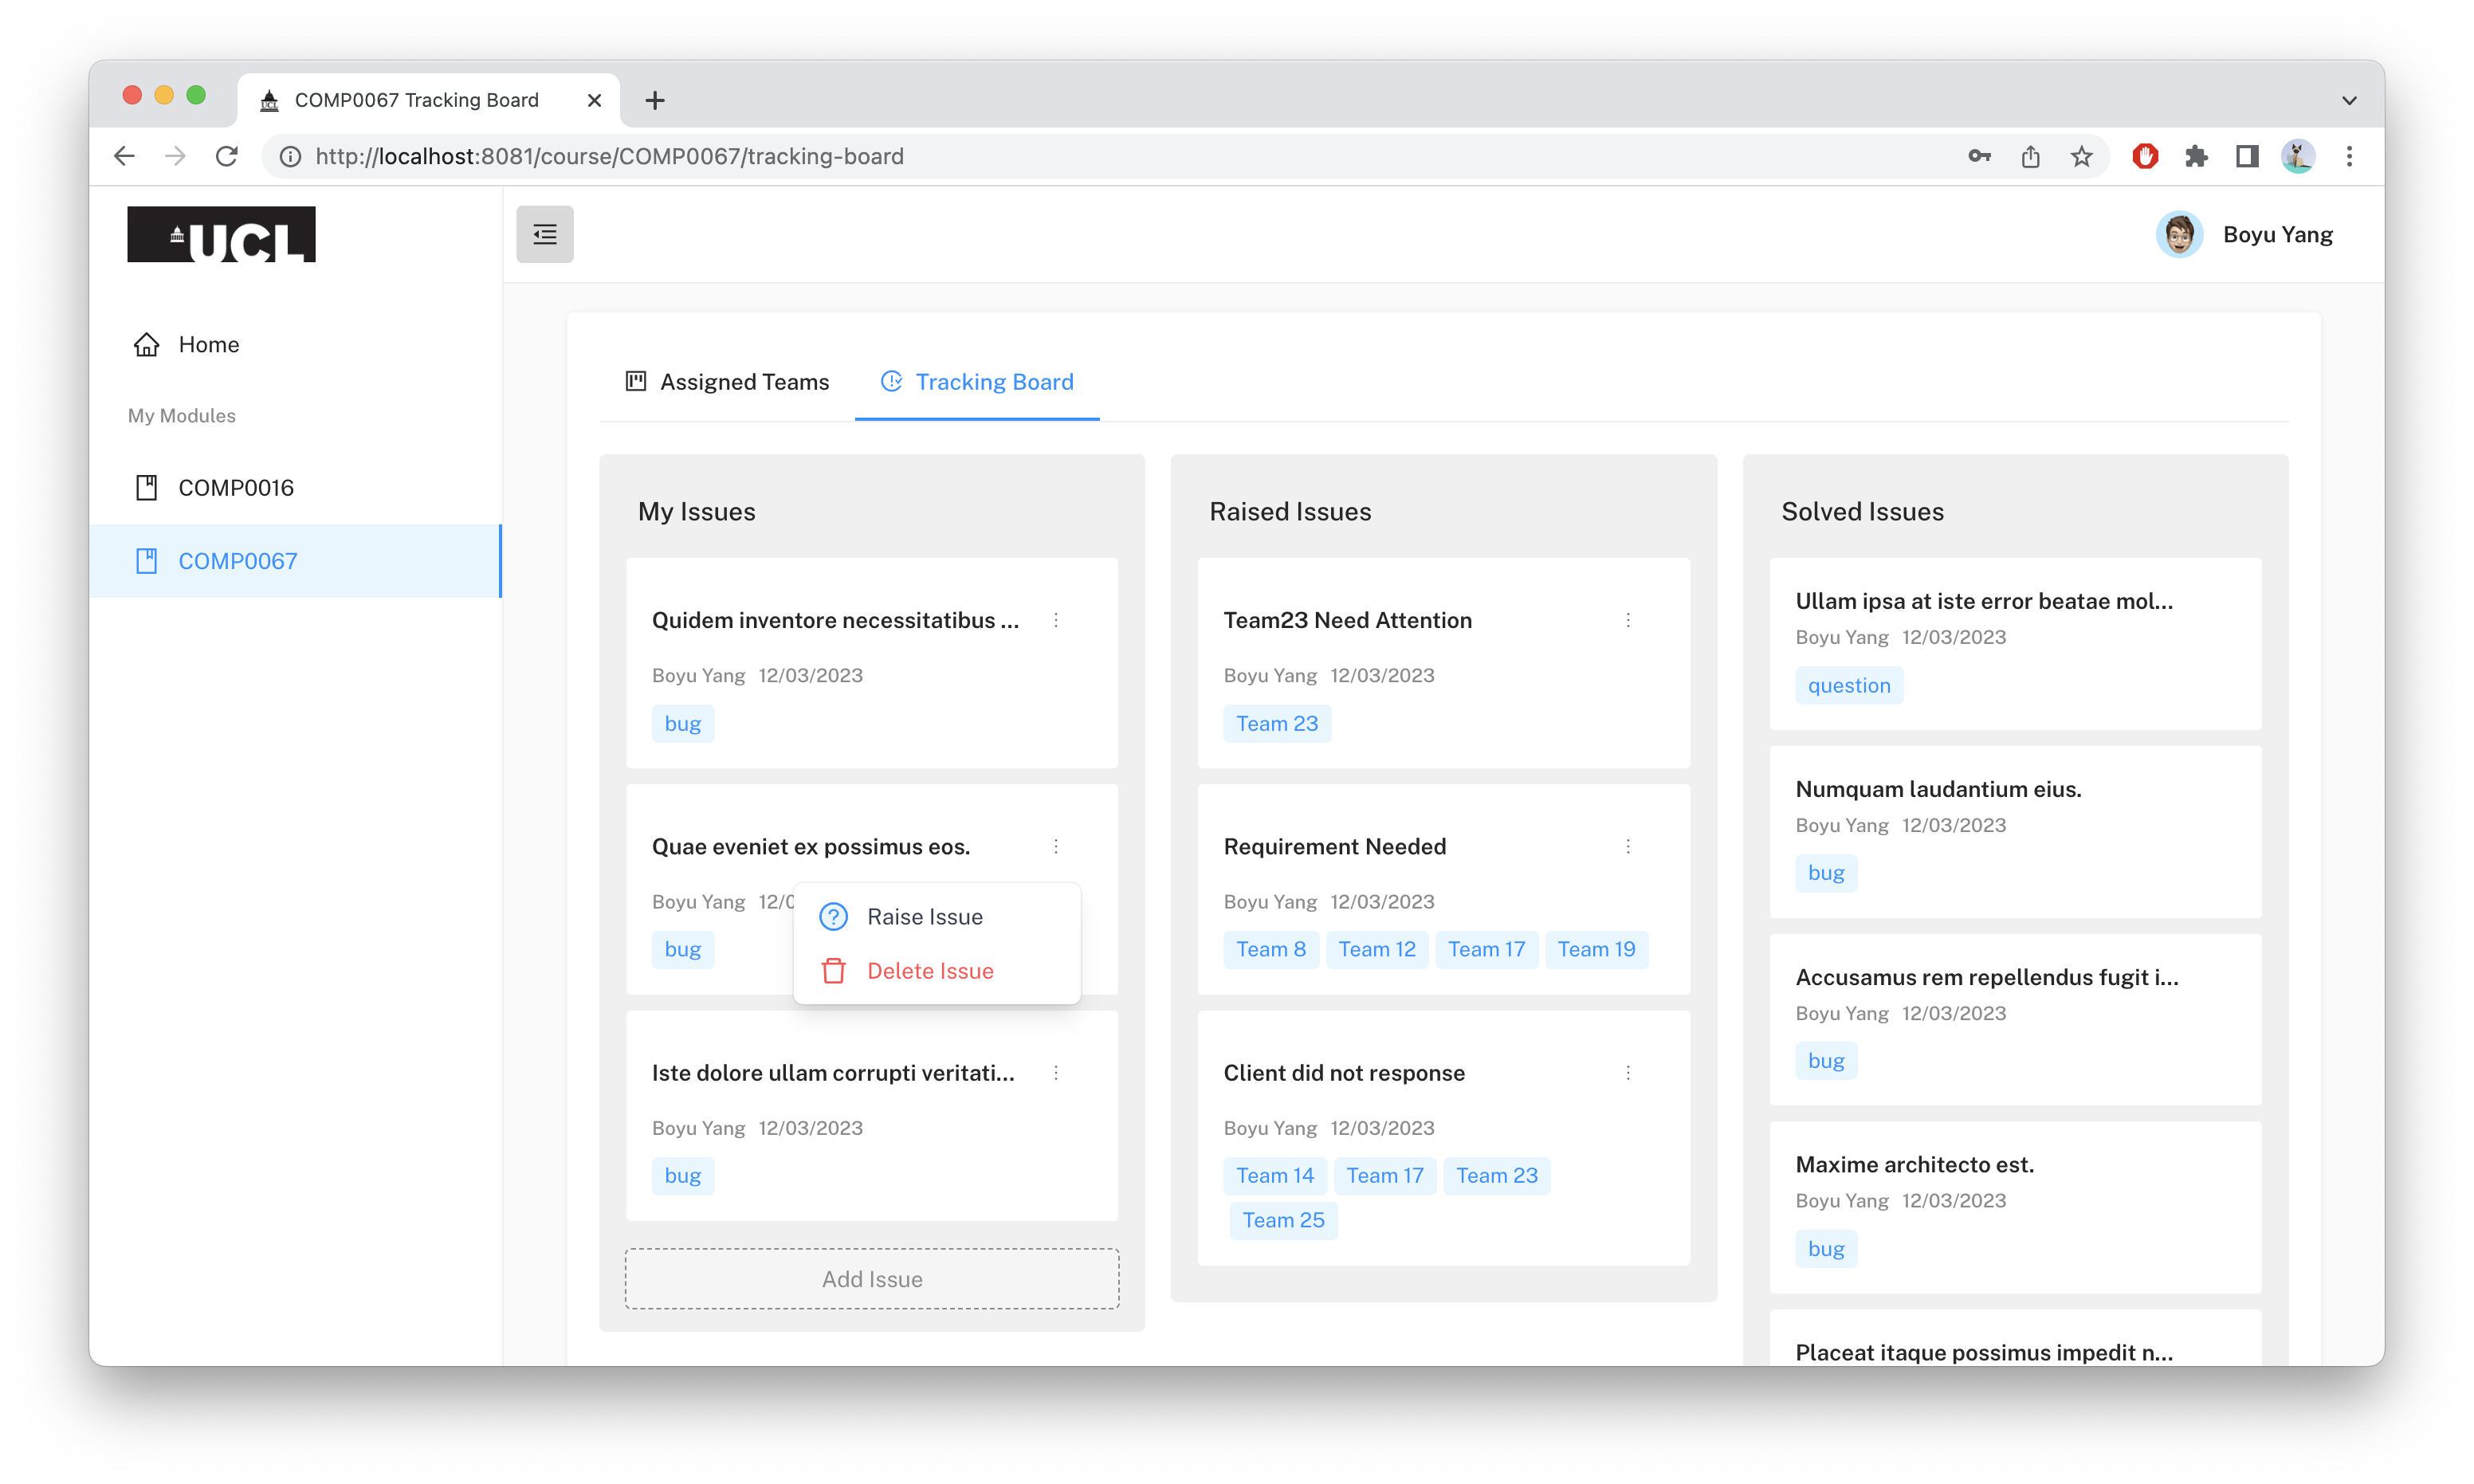 COMP0067 Tracking Board
http://localhost:8081/course/COMP0067/tracking-board
UCL
Boyu Yang
Home
My Modules
COMP0016
COMP0067
Assigned Teams
Tracking Board
My Issues
Quidem inventore necessitatibus ...
Boyu Yang 12/03/2023
bug
Quae eveniet ex possimus eos.
Boyu Yang 12/0
bug
Raise Issue
Delete Issue
Iste dolore ullam corrupti veritati...
Boyu Yang 12/03/2023
bug
Add Issue
Raised Issues
Team23 Need Attention
Boyu Yang 12/03/2023
Team 23
Requirement Needed
Boyu Yang 12/03/2023
Team 8 Team 12 Team 17 Team 19
Client did not response
Boyu Yang 12/03/2023
Team 14 Team 17 Team 23
Team 25
Solved Issues
Ullam ipsa at iste error beatae mol...
Boyu Yang 12/03/2023
question
Numquam laudantium eius.
Boyu Yang 12/03/2023
bug
Accusamus rem repellendus fugit i...
Boyu Yang 12/03/2023
bug
Maxime architecto est.
Boyu Yang 12/03/2023
bug
Placeat itaque possimus impedit n...